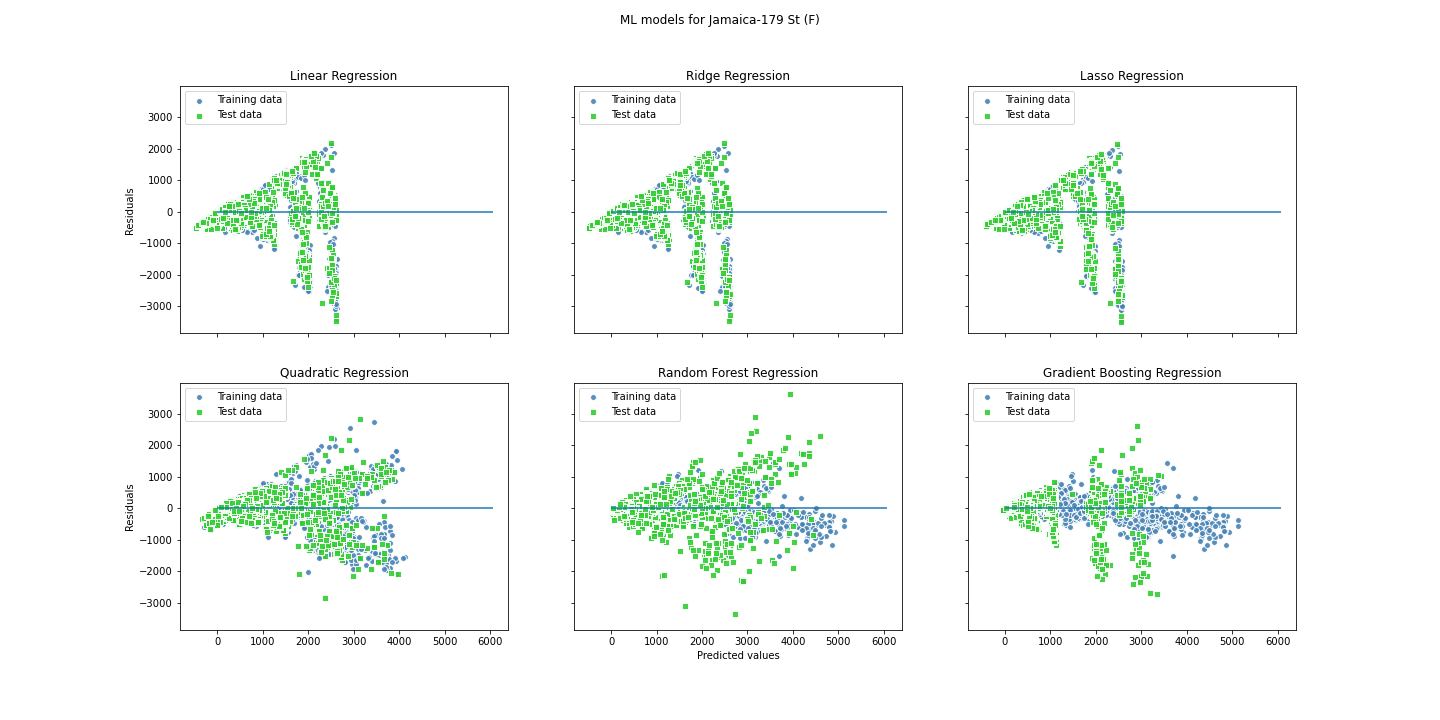 ML models for Jamaica-179 St (F)
Linear Regression
Ridge Regression
Lasso Regression
Training data
Test data
Training data
Test data
Training data
Test data
Residuals
3000
2000
1000
0
−1000
−2000
−3000
Quadratic Regression
Random Forest Regression
Gradient Boosting Regression
Training data
Test data
Training data
Test data
Training data
Test data
Residuals
3000
2000
1000
0
−1000
−2000
−3000
0 1000 2000 3000 4000 5000 6000
0 1000 2000 3000 4000 5000 6000
0 1000 2000 3000 4000 5000 6000
Predicted values